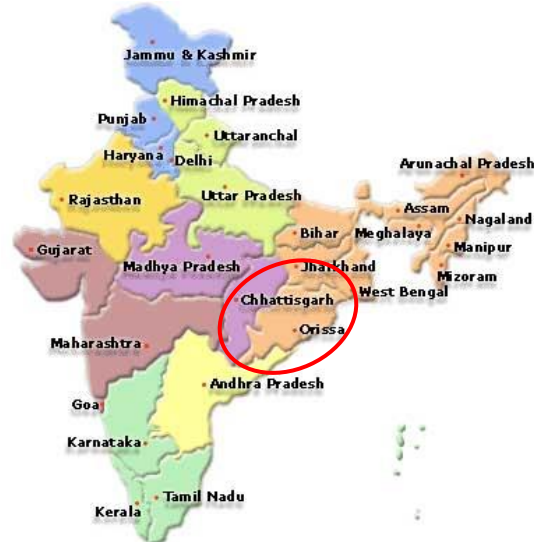 Jammu & Kashmir
Himachal Pradesh
Punjab
Uttaranchal
Haryana
Delhi
Arunachal Pradesh
Rajasthan
Uttar Pradesh
Assam
Nagaland
Bihar
Meghalaya
Gujarat
Manipur
Madhya Pradesh
Jharkhand
Mizoram
West Bengal
Chhattisgarh
Orissa
Maharashtra
Andhra Pradesh
Goa
Karnataka
Tamil Nadu
Kerala